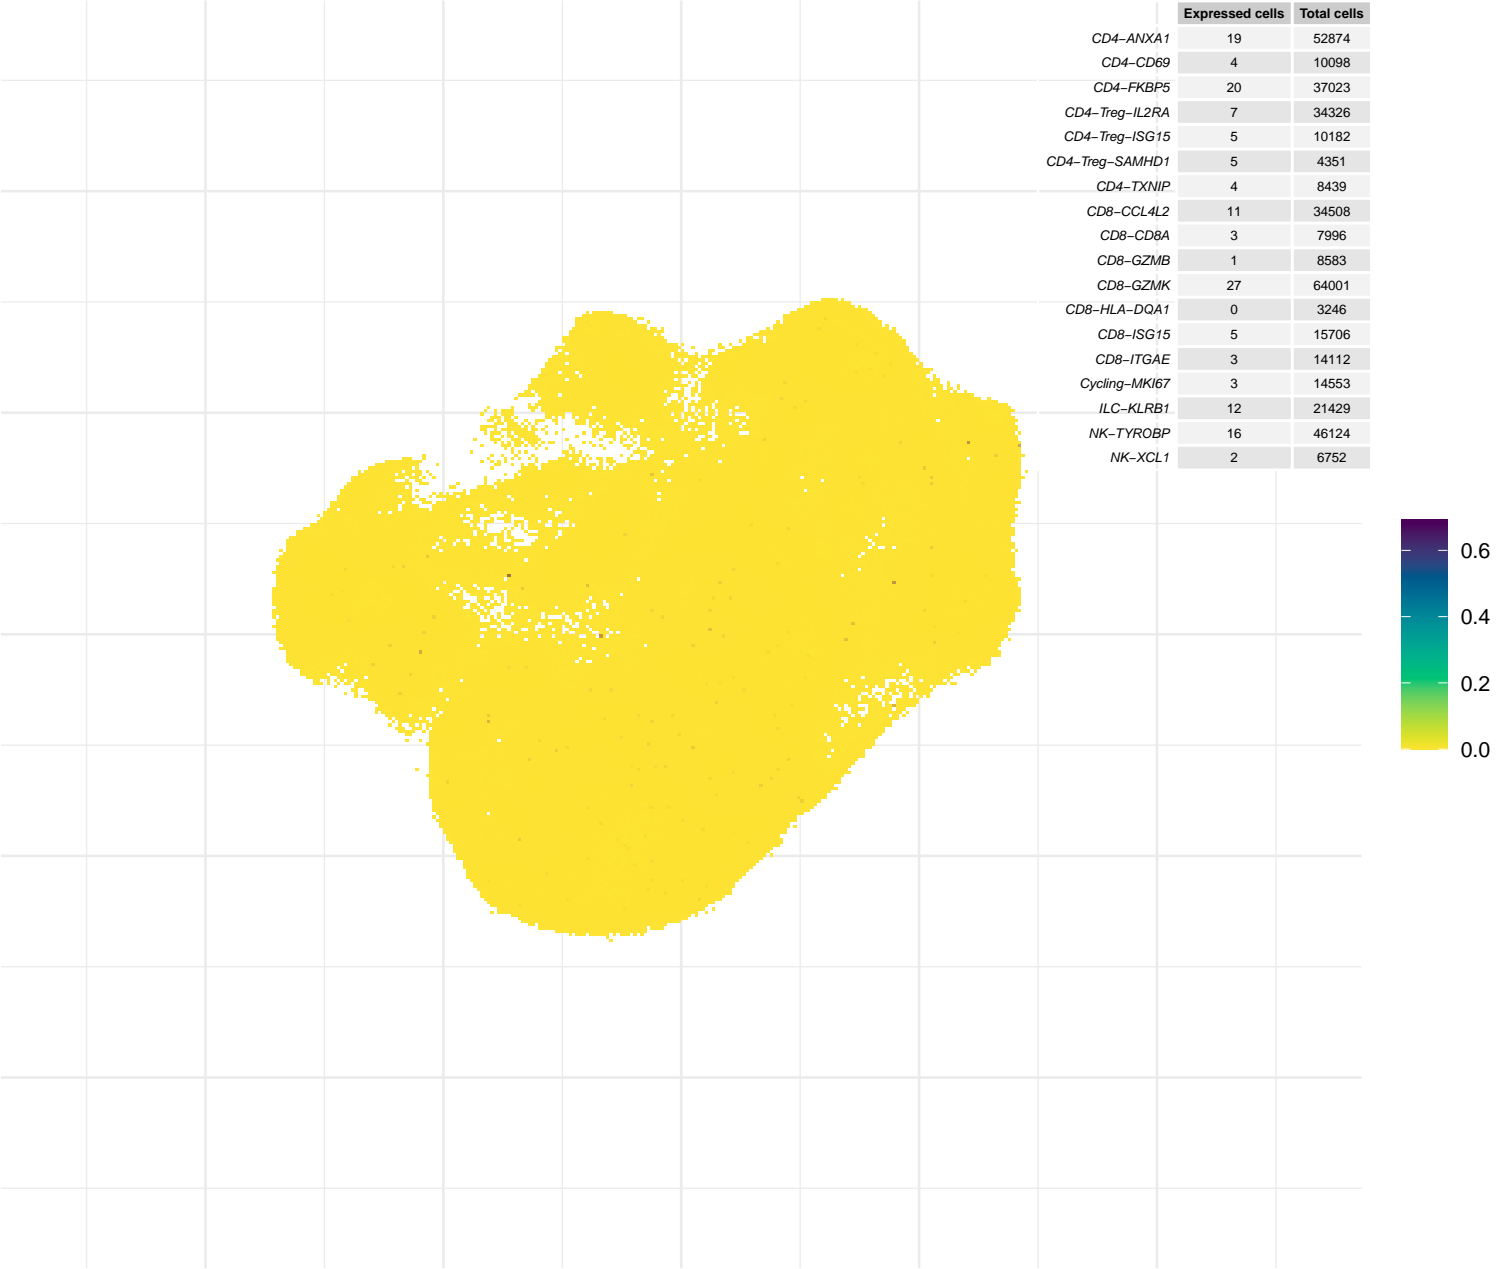 Expressed cells Total cells
CD4−ANXA1 19 52874
CD4−CD69 4 10098
CD4−FKBP5 20 37023
CD4−Treg−IL2RA 7 34326
CD4−Treg−ISG15 5 10182
CD4−Treg−SAMHD1 5 4351
CD4−TXNIP 4 8439
CD8−CCL4L2 11 34508
CD8−CD8A 3 7996
CD8−GZMB 1 8583
CD8−GZMK 27 64001
CD8−HLA−DQA1 0 3246
CD8−ISG15 5 15706
CD8−ITGAE 3 14112
Cycling−MKI67 3 14553
ILC−KLRB1 12 21429
NK−TYROBP 16 46124
NK−XCL1 2 6752
0.6
0.4
0.2
0.0